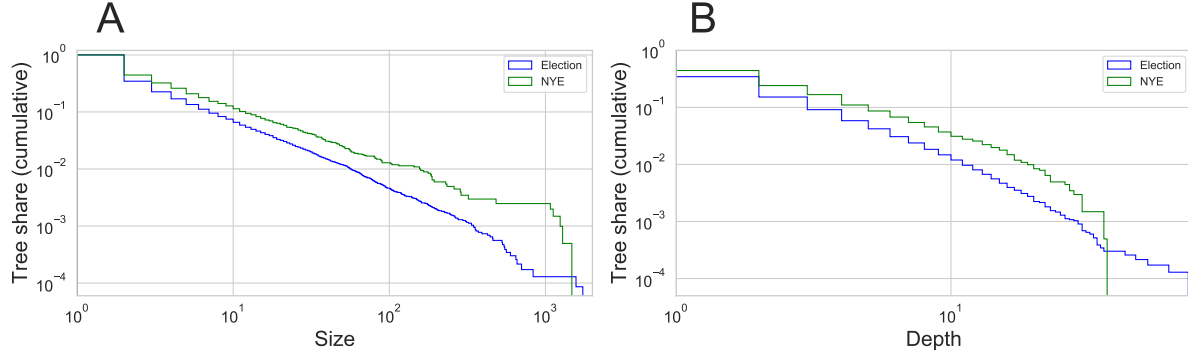 A
B
Tree share (cumulative)
10^0
10^-1
10^-2
10^-3
10^-4
Election
NYE
10^0
10^1
10^2
10^3
Size
Tree share (cumulative)
10^0
10^-1
10^-2
10^-3
10^-4
Election
NYE
10^0
10^1
Depth